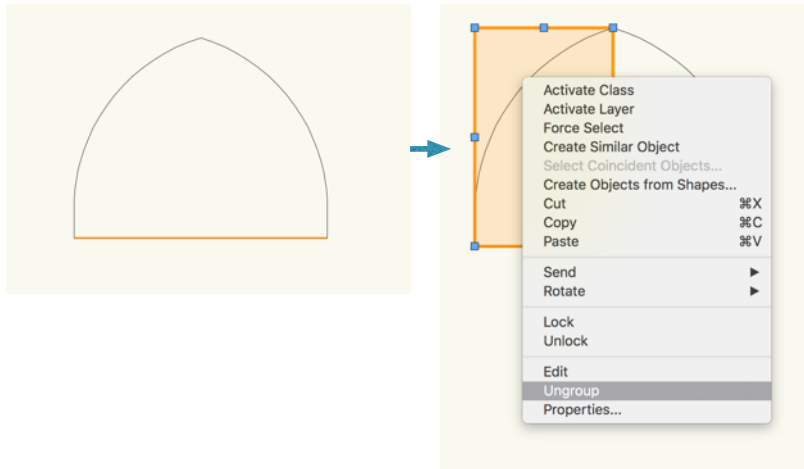 Activate Class
Activate Layer
Force Select
Create Similar Object
Select Coincident Objects...
Create Objects from Shapes...
Cut ⌘X
Copy ⌘C
Paste ⌘V
Send ▶
Rotate ▶
Lock
Unlock
Edit
Ungroup
Properties...